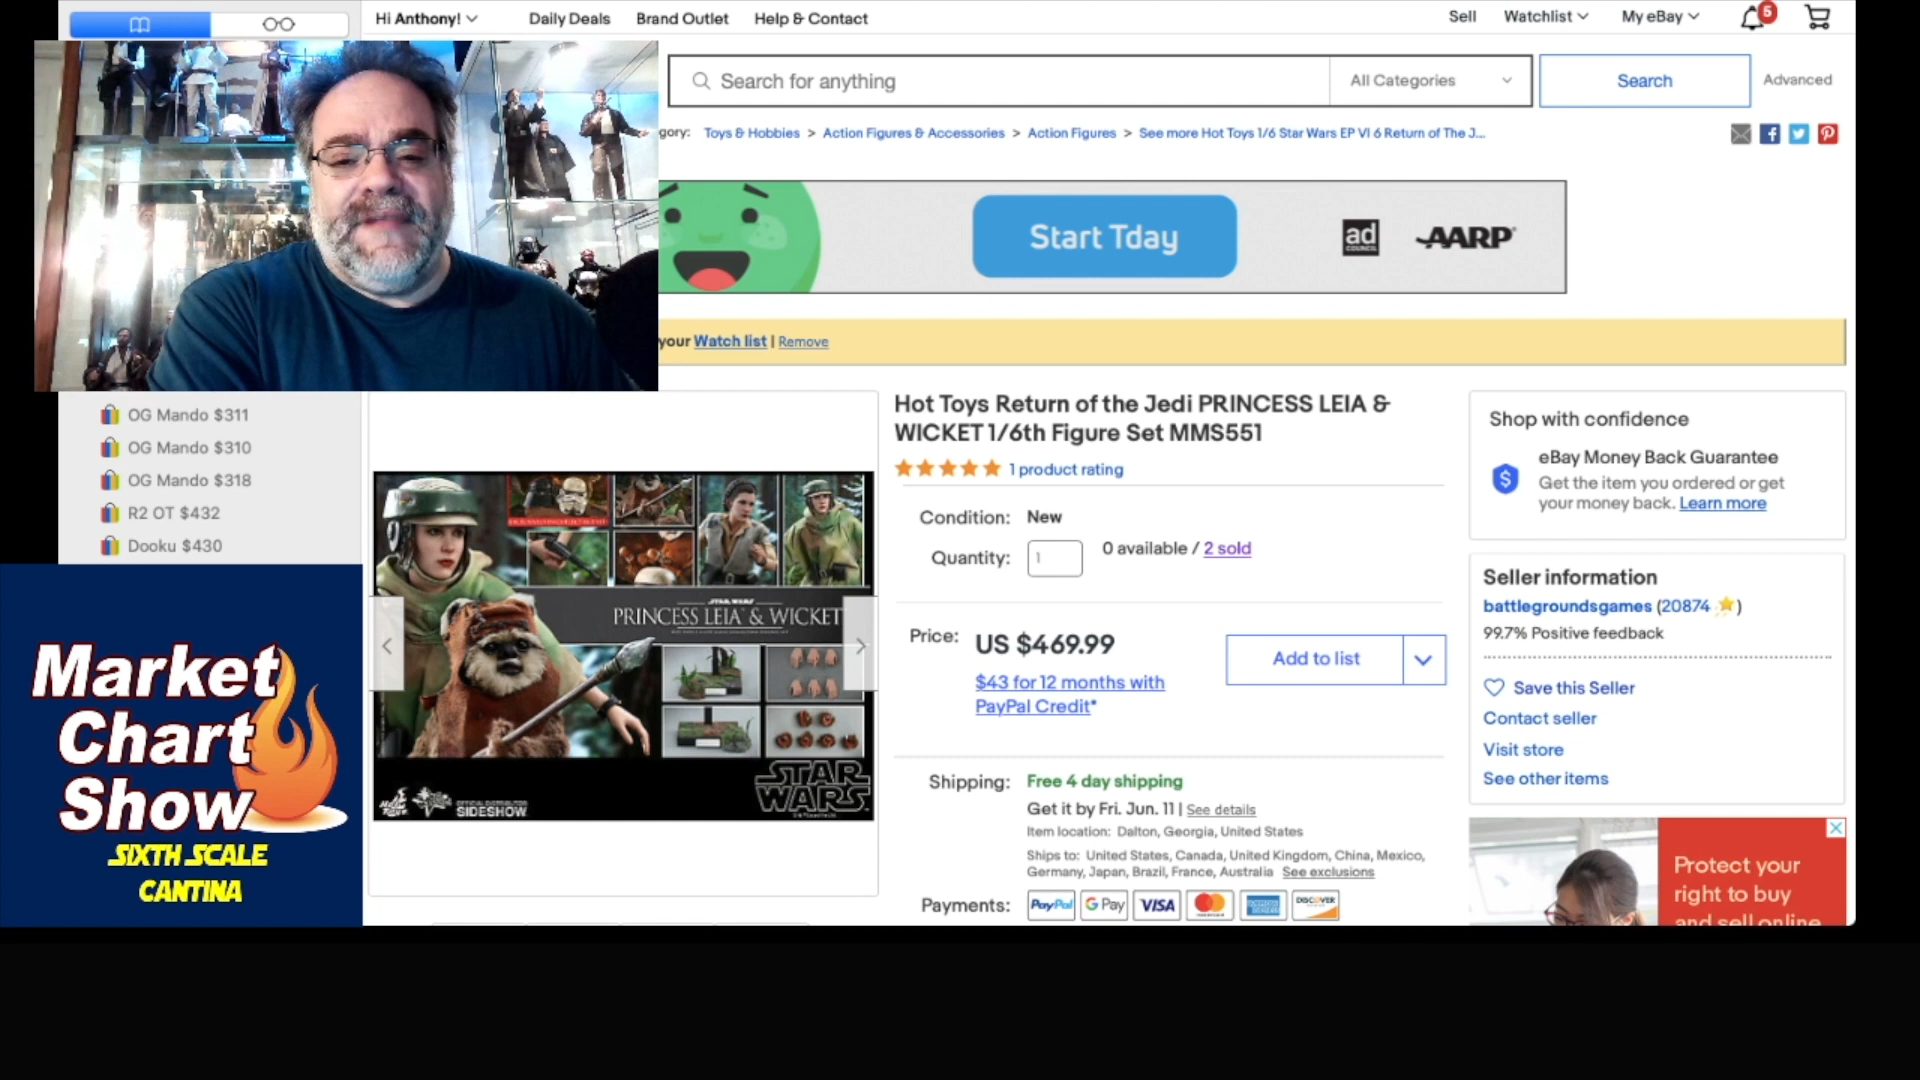 Hi Anthony!
Daily Deals
Brand Outlet
Help & Contact
Sell
Watchlist
My eBay
5
Search for anything
All Categories
Search
Advanced
gory:
Toys & Hobbies > Action Figures & Accessories > Action Figures > See more Hot Toys 1/6 Star Wars EP VI 6 Return of The J...
Start Tday
ad
COUNCIL
AARP
your Watch list | Remove
OG Mando $311
OG Mando $310
OG Mando $318
R2 OT $432
Dooku $430
Market
Chart
Show
SIXTH SCALE
CANTINA
STAR WARS
PRINCESS LEIA & WICKET
SIDESHOW
STAR
WARS
Hot Toys Return of the Jedi PRINCESS LEIA &
WICKET 1/6th Figure Set MMS551
1 product rating
Condition: New
Quantity: 1
0 available / 2 sold
Price: US $469.99
$43 for 12 months with
PayPal Credit*
Add to list
Shipping: Free 4 day shipping
Get it by Fri. Jun. 11 | See details
Item location: Dalton, Georgia, United States
Ships to: United States, Canada, United Kingdom, China, Mexico,
Germany, Japan, Brazil, France, Australia See exclusions
Payments: PayPal G Pay VISA DISCOVER
Shop with confidence
eBay Money Back Guarantee
Get the item you ordered or get
your money back. Learn more
Seller information
battlegroundsgames (20874)
99.7% Positive feedback
Save this Seller
Contact seller
Visit store
See other items
Protect your
right to buy
and sell online